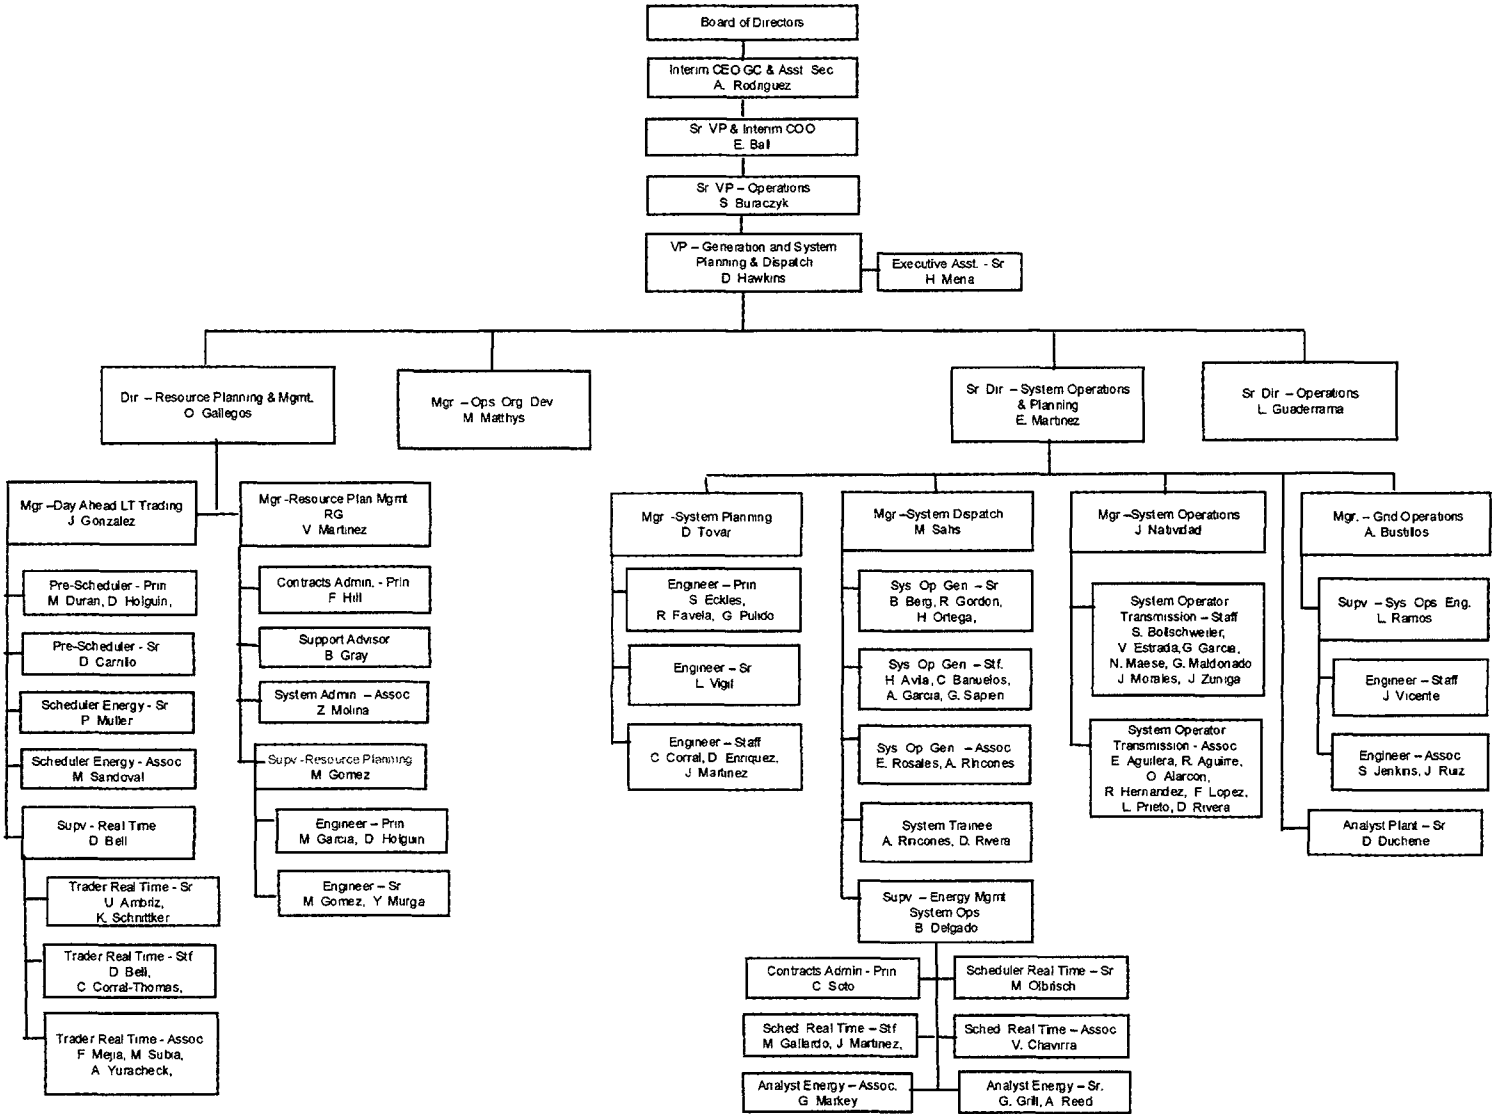 Board of Directors
Interim CEO GC & Asst Sec
A. Rodriguez
Sr VP & Interim COO
E. Ball
Sr VP – Operations
S Buraczyk
VP – Generation and System
Planning & Dispatch
D Hawkins
Executive Asst. - Sr
H Mena
Dir – Resource Planning & Mgmt.
O Gallegos
Mgr – Ops Org Dev
M Matthys
Sr Dir – System Operations
& Planning
E. Martinez
Sr Dir – Operations
L. Guaderrama
Mgr –Day Ahead LT Trading
J Gonzalez
Pre-Scheduler - Prin
M Duran, D Holguin,
Pre-Scheduler - Sr
D Carrillo
Scheduler Energy - Sr
P Muller
Scheduler Energy - Assoc
M Sandoval
Supv - Real Time
D Bell
Trader Real Time - Sr
U Ambriz,
K. Schnittker
Trader Real Time - Stf
D Bell,
C Corral-Thomas,
Trader Real Time - Assoc
F Mejia, M Subia,
A Yuracheck,
Mgr -Resource Plan Mgmt
RG
V Martinez
Contracts Admin. - Prin
F Hill
Support Advisor
B Gray
System Admin – Assoc
Z Molina
Supv -Resource Planning
M Gomez
Engineer – Prin
M Garcia, D Holguin
Engineer – Sr
M Gomez, Y Murga
Mgr -System Planning
D Tovar
Engineer – Prin
S Eckles,
R Favela, G Pulido
Engineer – Sr
L Vigil
Engineer – Staff
C Corral, D Enriquez,
J Martinez
Mgr –System Dispatch
M Sahs
Sys Op Gen – Sr
B Berg, R Gordon,
H Ortega,
Sys Op Gen – Stf.
H Avila, C Banuelos,
A. Garcia, G. Sapien
Sys Op Gen – Assoc
E. Rosales, A. Rincones
System Trainee
A. Rincones, D. Rivera
Supv – Energy Mgmt
System Ops
B Delgado
Contracts Admin - Prin
C Soto
Scheduler Real Time – Sr
M Olbrisch
Sched Real Time – Stf
M Gallardo, J Martinez,
Sched Real Time – Assoc
V. Chavirra
Analyst Energy – Assoc.
G Markey
Analyst Energy – Sr.
G. Grill, A Reed
Mgr –System Operations
J Natividad
System Operator
Transmission – Staff
S. Bollschweiler,
V Estrada,G Garcia,
N. Maese, G. Maldonado
J Morales, J Zuniga
System Operator
Transmission - Assoc
E Aguilera, R. Aguirre,
O Alarcon,
R Hernandez, F Lopez,
L Prieto, D Rivera
Mgr. – Grid Operations
A. Bustillos
Supv – Sys Ops Eng.
L Ramos
Engineer – Staff
J Vicente
Engineer – Assoc
S Jenkins, J Ruiz
Analyst Plant – Sr
D Duchene